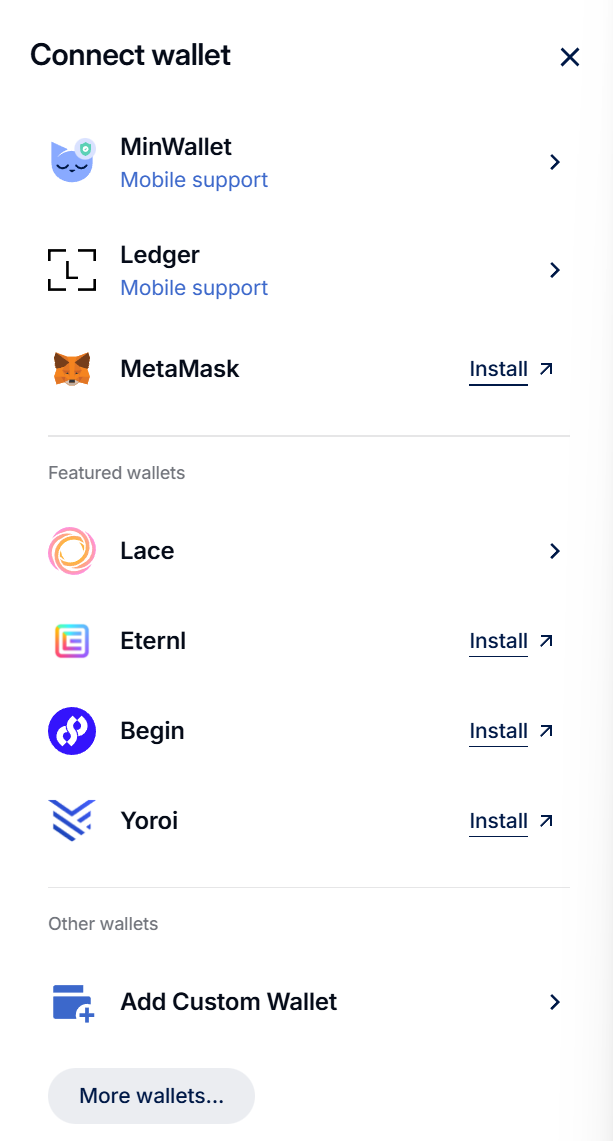 Connect wallet
MinWallet
Mobile support
Ledger
Mobile support
MetaMask
Install
Featured wallets
Lace
Eternl
Install
Begin
Install
Yoroi
Install
Other wallets
Add Custom Wallet
More wallets...